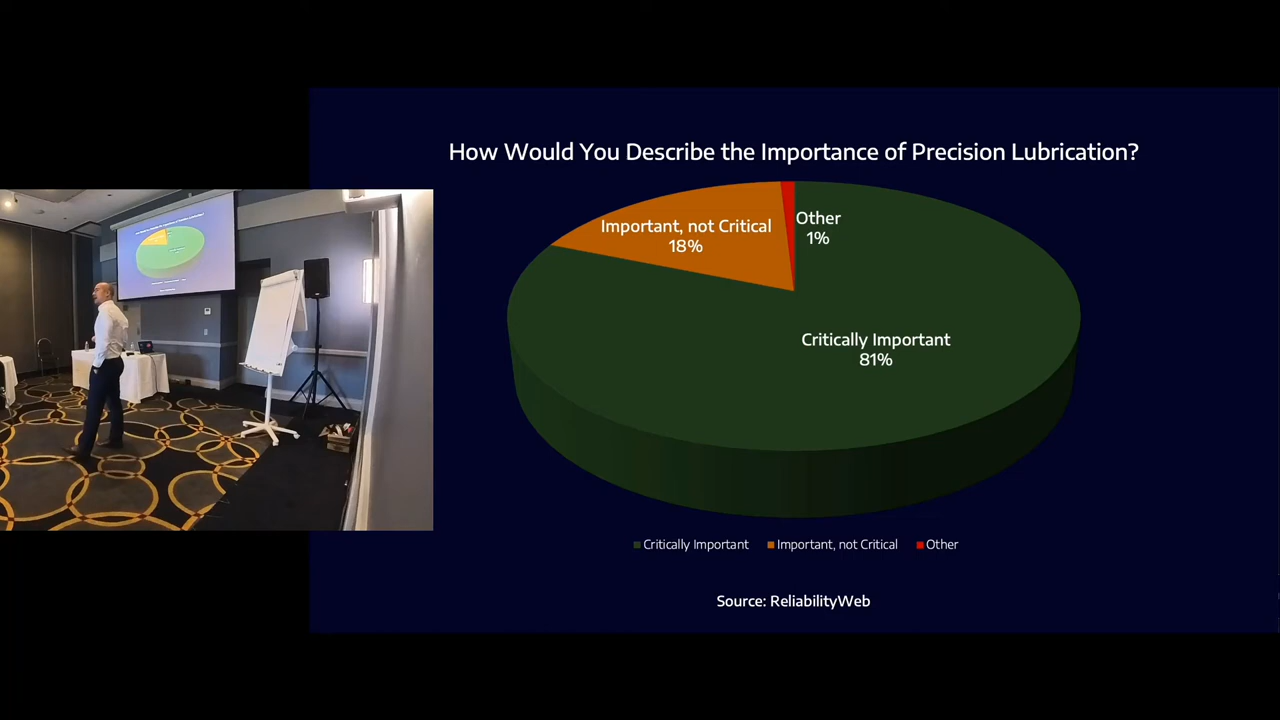 How Would You Describe the Importance of Precision Lubrication?
Important, not Critical
18%
Other
1%
Critically Important
81%
Critically Important
Important, not Critical
Other
Source: ReliabilityWeb